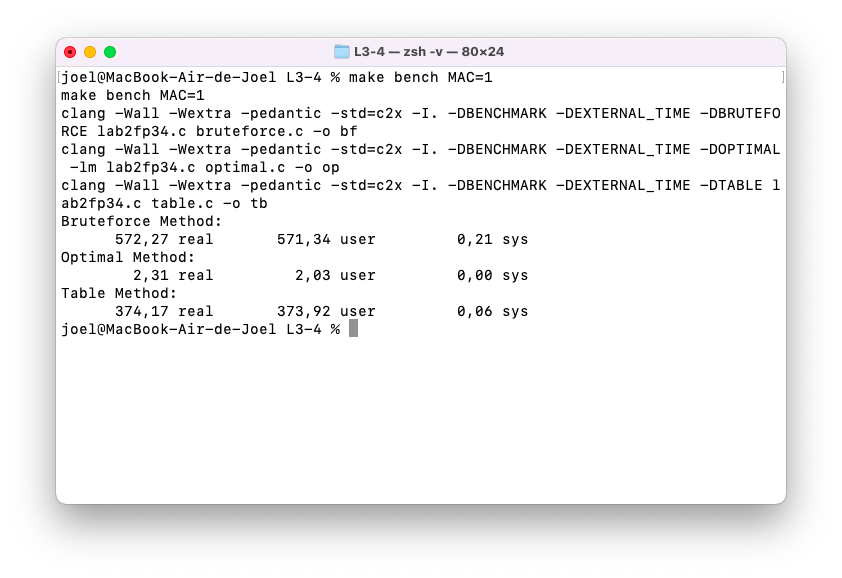 L3-4 — zsh -v — 80×24
[joel@MacBook-Air-de-Joel L3-4 % make bench MAC=1]
make bench MAC=1
clang -Wall -Wextra -pedantic -std=c2x -I. -DBENCHMARK -DEXTERNAL_TIME -DBRUTEFO
RCE lab2fp34.c bruteforce.c -o bf
clang -Wall -Wextra -pedantic -std=c2x -I. -DBENCHMARK -DEXTERNAL_TIME -DOPTIMAL
-lm lab2fp34.c optimal.c -o op
clang -Wall -Wextra -pedantic -std=c2x -I. -DBENCHMARK -DEXTERNAL_TIME -DTABLE l
ab2fp34.c table.c -o tb
Bruteforce Method:
572,27 real 571,34 user 0,21 sys
Optimal Method:
2,31 real 2,03 user 0,00 sys
Table Method:
374,17 real 373,92 user 0,06 sys
joel@MacBook-Air-de-Joel L3-4 %